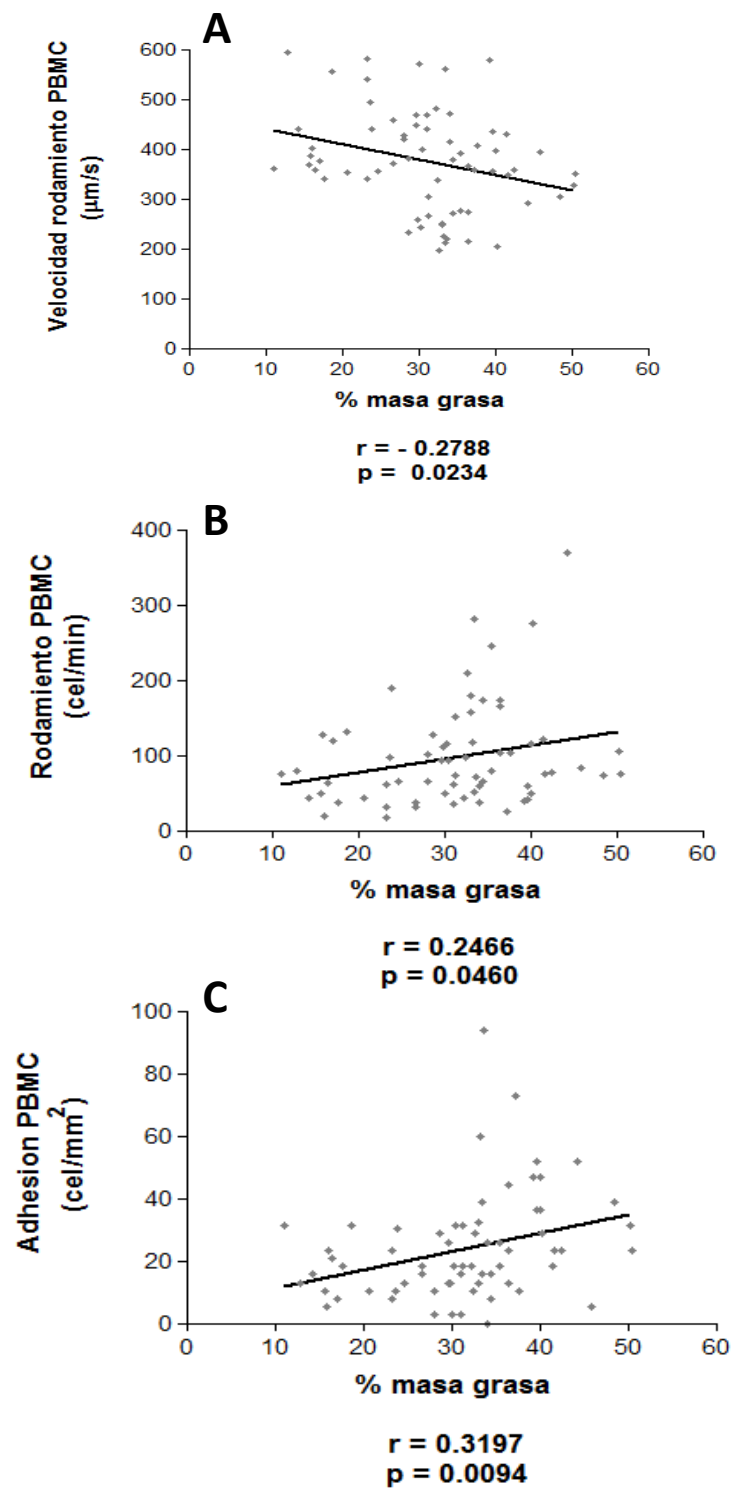 A
Velocidad rodamiento PBMC
(µm/s)
600
500
400
300
200
100
0
0 10 20 30 40 50 60
% masa grasa
r = - 0.2788
p = 0.0234
B
Rodamiento PBMC
(cel/min)
400
300
200
100
0
0 10 20 30 40 50 60
% masa grasa
r = 0.2466
p = 0.0460
C
Adhesion PBMC
(cel/mm2)
100
80
60
40
20
0
0 10 20 30 40 50 60
% masa grasa
r = 0.3197
p = 0.0094